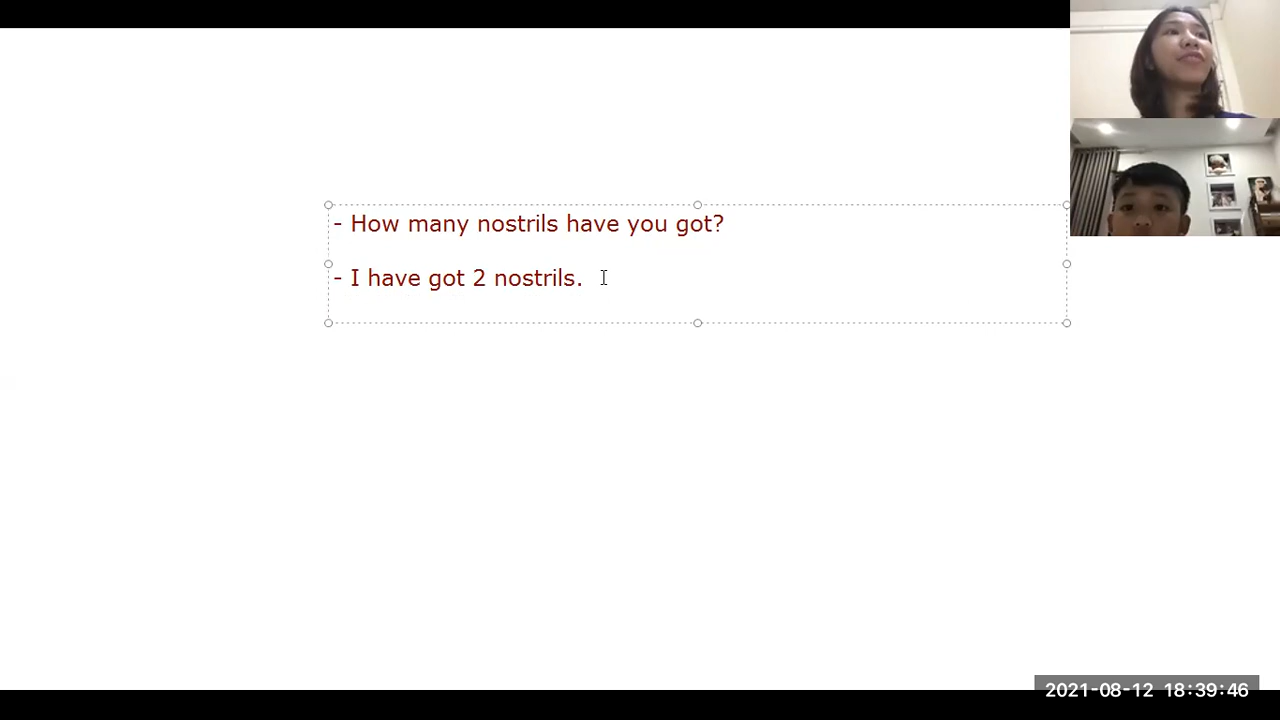 - How many nostrils have you got?
- I have got 2 nostrils.
2021-08-12 18:39:46